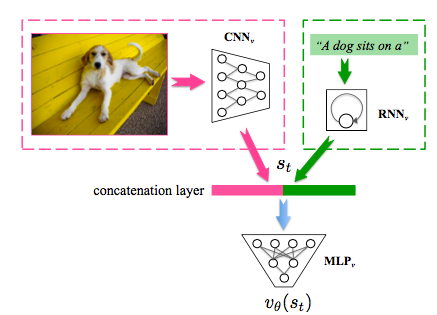 CNNᵥ
"A dog sits on a"
RNNᵥ
sₜ
concatenation layer
MLPᵥ
v_θ(sₜ)